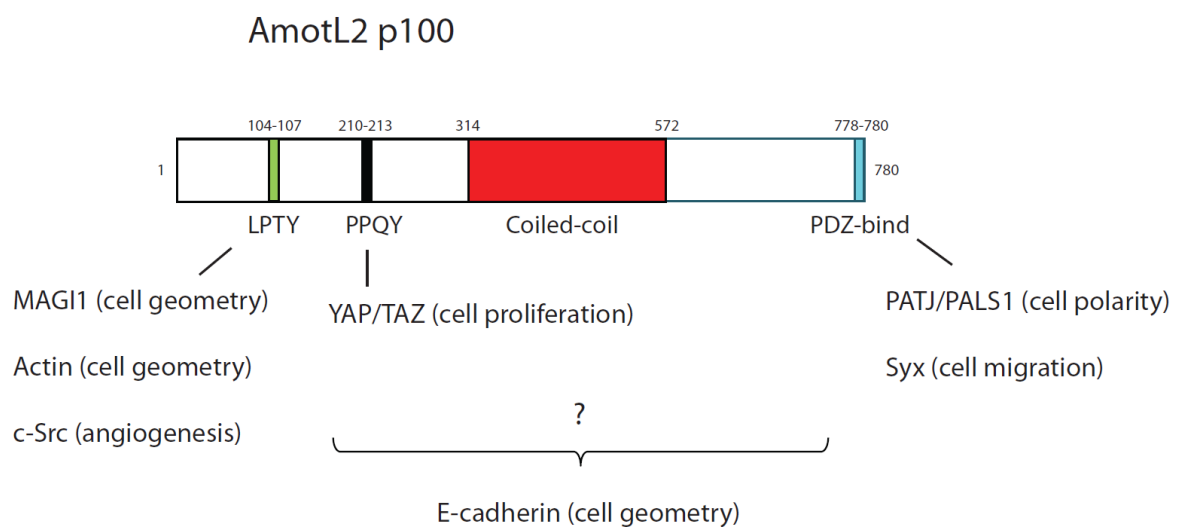 AmotL2 p100
104-107 210-213 314 572 778-780
1 780
LPTY PPQY Coiled-coil PDZ-bind
MAGI1 (cell geometry) YAP/TAZ (cell proliferation) PATJ/PALS1 (cell polarity)
Actin (cell geometry) Syx (cell migration)
c-Src (angiogenesis) ?
E-cadherin (cell geometry)